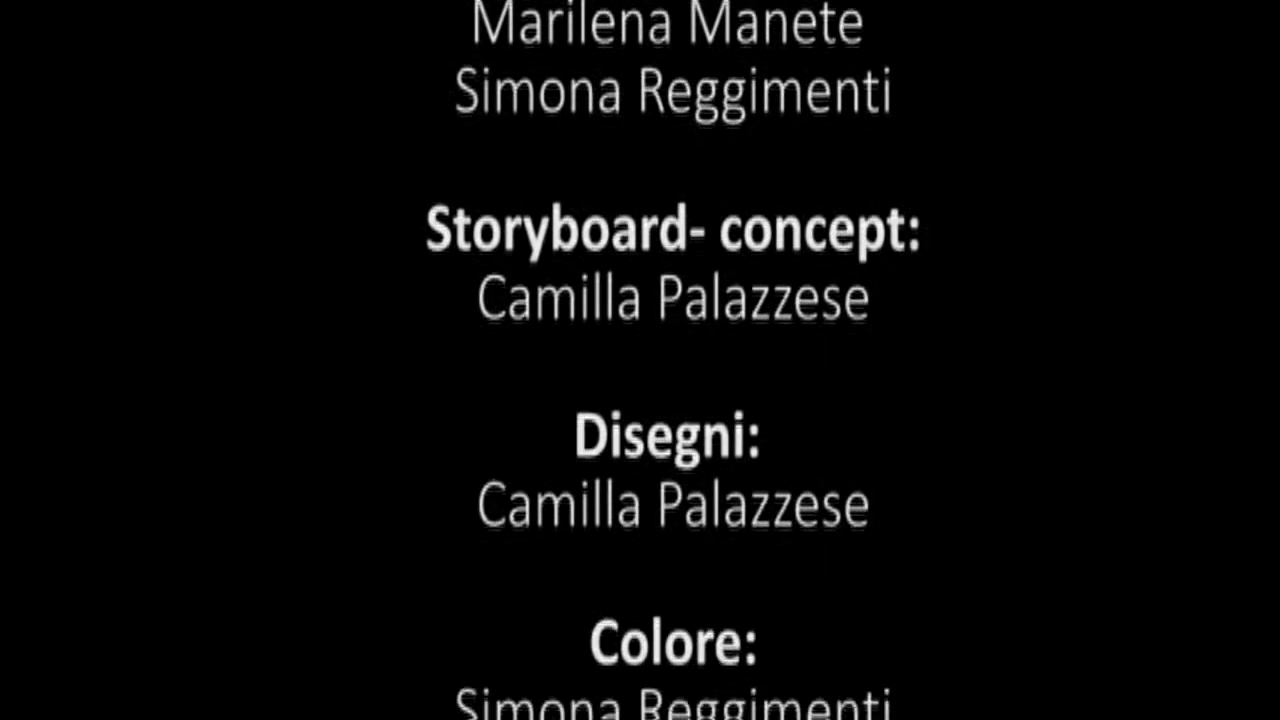 Marilena Manete
Simona Reggimenti
Storyboard- concept:
Camilla Palazzese
Disegni:
Camilla Palazzese
Colore:
Simona Reggimenti